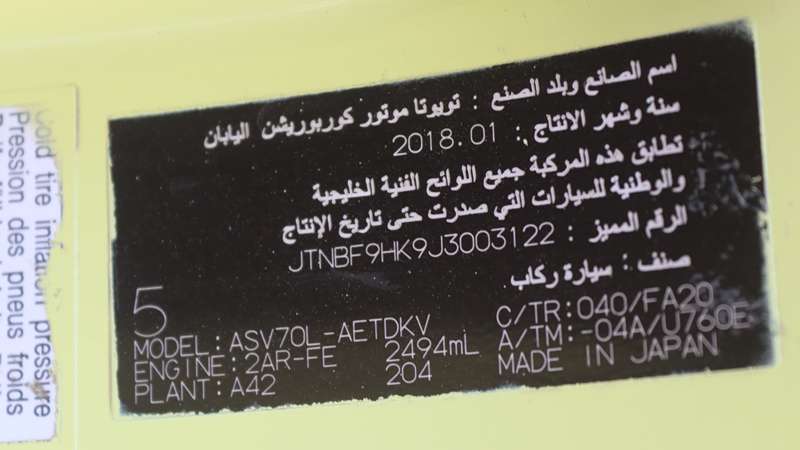 اسم الصانع وبلد الصنع : تويوتا موتور كوربوريشن اليابان
سنة وشهر الانتاج : 2018.01
تطابق هذه المركبة جميع اللوائح الفنية الخليجية
والوطنية للسيارات التي صدرت حتى تاريخ الإنتاج
الرقم المميز : JTNBF9HK9J3003122
صنف : سيارة ركاب
5
MODEL: ASV70L-AETDKV C/TR: 040/FA20
ENGINE: 2AR-FE 2494mL A/TM: -04A/U760E
PLANT: A42 204 MADE IN JAPAN
Cold tire inflation pressure
Pression des pneus froids